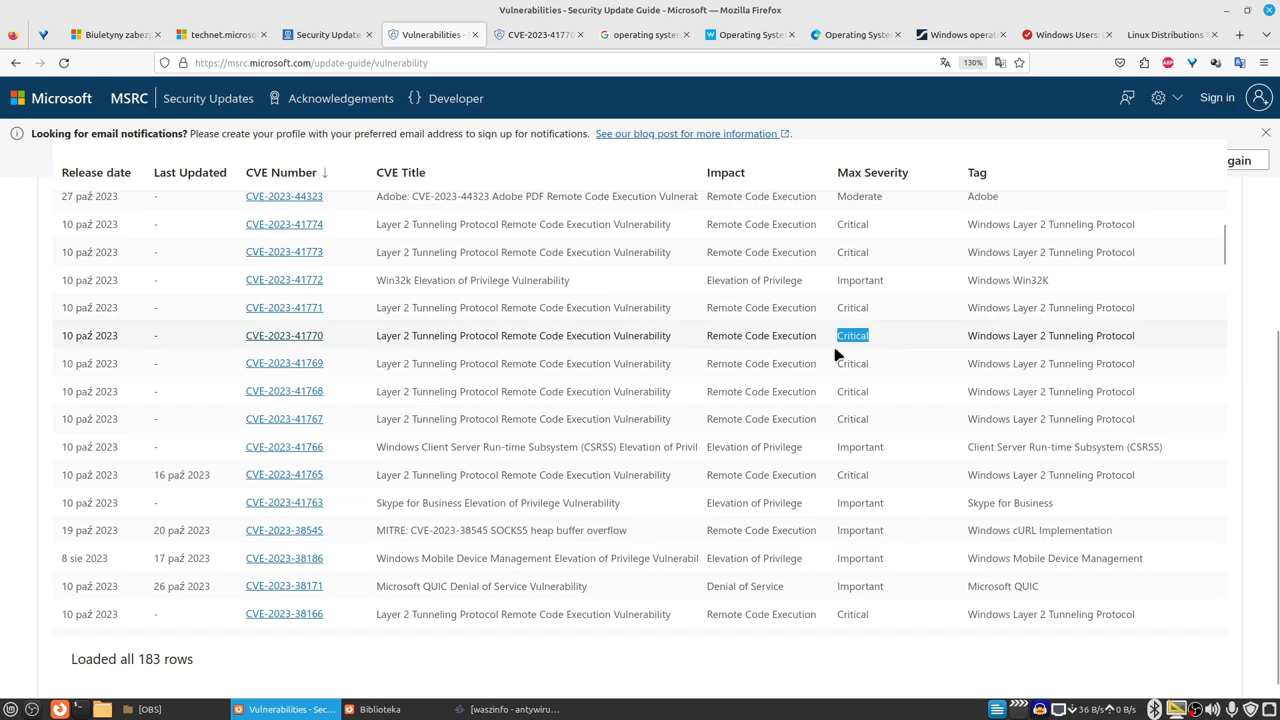 Vulnerabilities - Security Update Guide - Microsoft — Mozilla Firefox
Biuletyny zabezp
technet.microso
Security Update
Vulnerabilities - S
CVE-2023-41770
operating system
Operating Syste
Operating System
Windows operati
Windows Users:
Linux Distributions
https://msrc.microsoft.com/update-guide/vulnerability
130%
Microsoft
MSRC
Security Updates
Acknowledgements
Developer
Sign in
Looking for email notifications? Please create your profile with your preferred email address to sign up for notifications. See our blog post for more information.
gain
Release date Last Updated CVE Number ↓ CVE Title Impact Max Severity Tag
27 paź 2023 - CVE-2023-44323 Adobe: CVE-2023-44323 Adobe PDF Remote Code Execution Vulnerat Remote Code Execution Moderate Adobe
10 paź 2023 - CVE-2023-41774 Layer 2 Tunneling Protocol Remote Code Execution Vulnerability Remote Code Execution Critical Windows Layer 2 Tunneling Protocol
10 paź 2023 - CVE-2023-41773 Layer 2 Tunneling Protocol Remote Code Execution Vulnerability Remote Code Execution Critical Windows Layer 2 Tunneling Protocol
10 paź 2023 - CVE-2023-41772 Win32k Elevation of Privilege Vulnerability Elevation of Privilege Important Windows Win32K
10 paź 2023 - CVE-2023-41771 Layer 2 Tunneling Protocol Remote Code Execution Vulnerability Remote Code Execution Critical Windows Layer 2 Tunneling Protocol
10 paź 2023 - CVE-2023-41770 Layer 2 Tunneling Protocol Remote Code Execution Vulnerability Remote Code Execution Critical Windows Layer 2 Tunneling Protocol
10 paź 2023 - CVE-2023-41769 Layer 2 Tunneling Protocol Remote Code Execution Vulnerability Remote Code Execution Critical Windows Layer 2 Tunneling Protocol
10 paź 2023 - CVE-2023-41768 Layer 2 Tunneling Protocol Remote Code Execution Vulnerability Remote Code Execution Critical Windows Layer 2 Tunneling Protocol
10 paź 2023 - CVE-2023-41767 Layer 2 Tunneling Protocol Remote Code Execution Vulnerability Remote Code Execution Critical Windows Layer 2 Tunneling Protocol
10 paź 2023 - CVE-2023-41766 Windows Client Server Run-time Subsystem (CSRSS) Elevation of Privil Elevation of Privilege Important Client Server Run-time Subsystem (CSRSS)
10 paź 2023 16 paź 2023 CVE-2023-41765 Layer 2 Tunneling Protocol Remote Code Execution Vulnerability Remote Code Execution Critical Windows Layer 2 Tunneling Protocol
10 paź 2023 - CVE-2023-41763 Skype for Business Elevation of Privilege Vulnerability Elevation of Privilege Important Skype for Business
19 paź 2023 20 paź 2023 CVE-2023-38545 MITRE: CVE-2023-38545 SOCKS5 heap buffer overflow Remote Code Execution Important Windows cURL Implementation
8 sie 2023 17 paź 2023 CVE-2023-38186 Windows Mobile Device Management Elevation of Privilege Vulnerabil Elevation of Privilege Important Windows Mobile Device Management
10 paź 2023 26 paź 2023 CVE-2023-38171 Microsoft QUIC Denial of Service Vulnerability Denial of Service Important Microsoft QUIC
10 paź 2023 - CVE-2023-38166 Layer 2 Tunneling Protocol Remote Code Execution Vulnerability Remote Code Execution Critical Windows Layer 2 Tunneling Protocol
Loaded all 183 rows
[OBS]
Vulnerabilities - Sec...
Biblioteka
[waszinfo - antywiru...
36 B/s 0 B/s